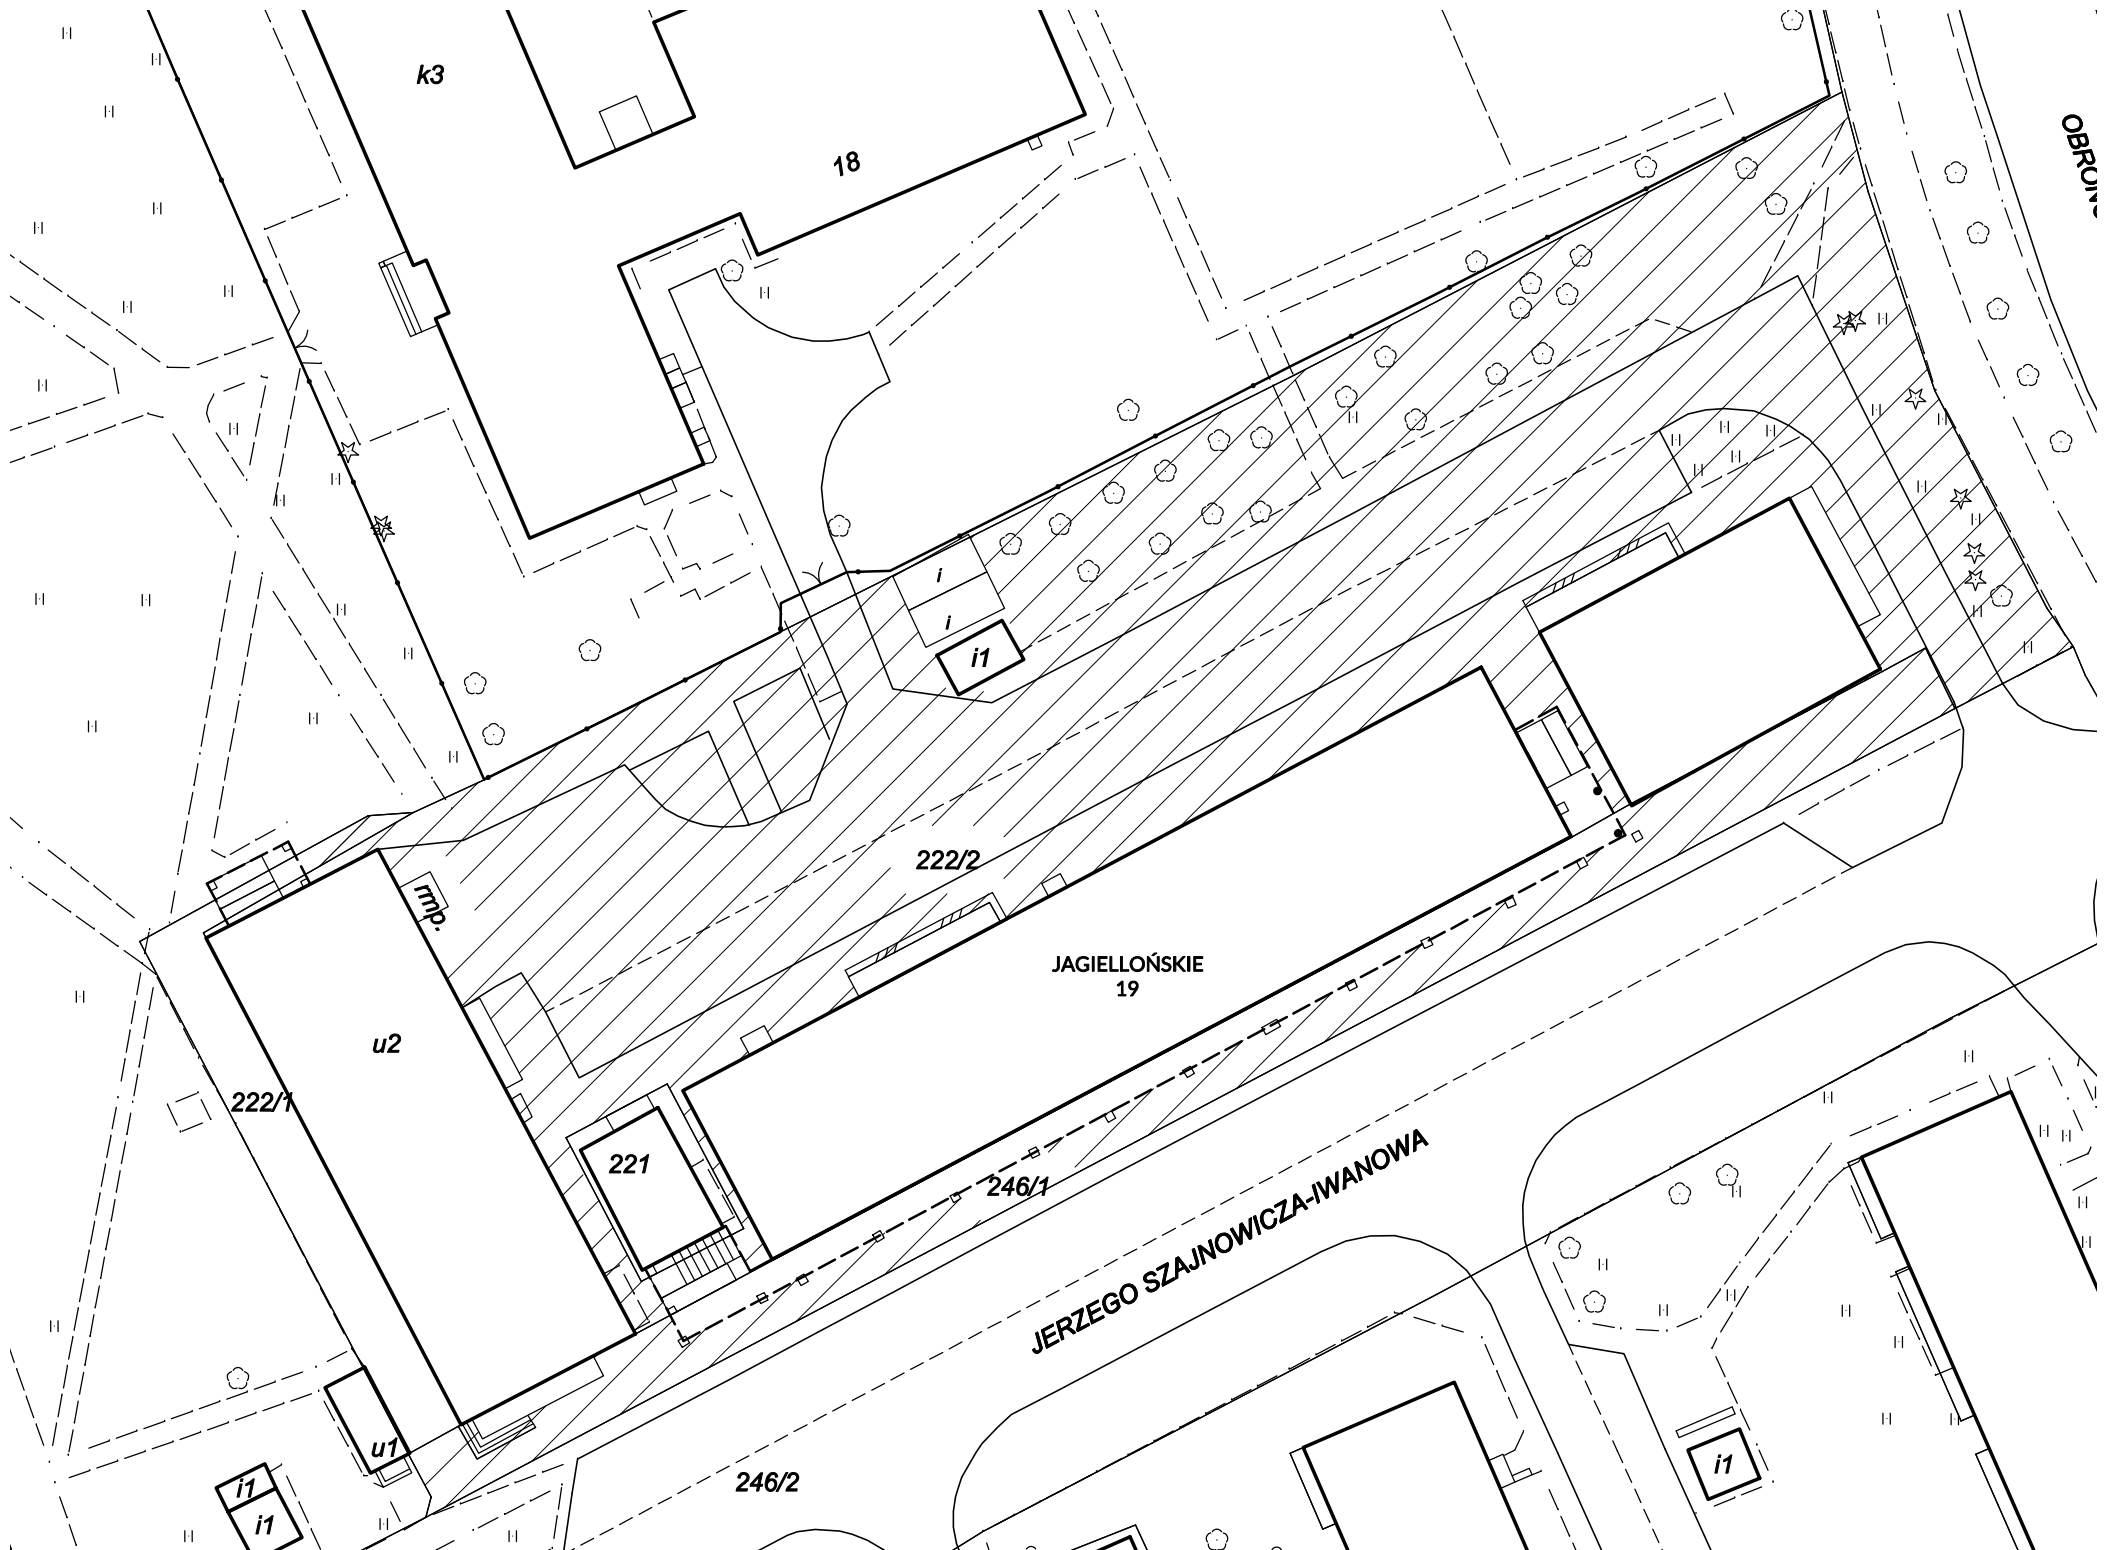 k3
18
OBROŃC
i
i
i1
222/2
rmp.
JAGIELLOŃSKIE
19
u2
222/1
221
246/1
JERZEGO SZAJNOWICZA-IWANOWA
u1
246/2
i1
i1
i1